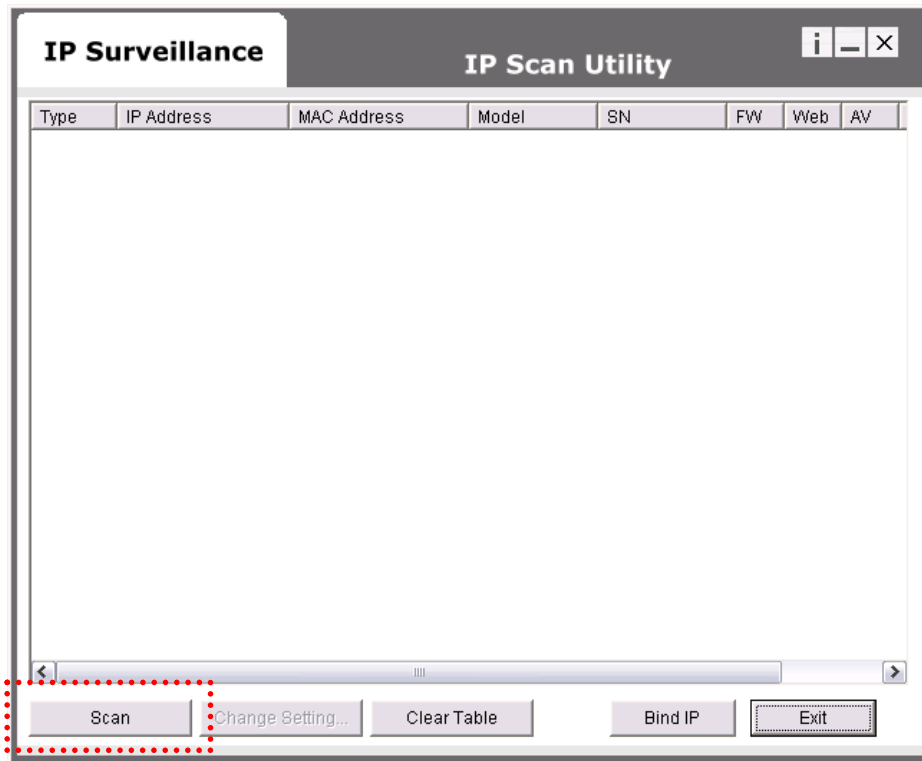 IP Surveillance
IP Scan Utility
i
Type IP Address MAC Address Model SN FW Web AV
Scan Change Setting... Clear Table Bind IP Exit